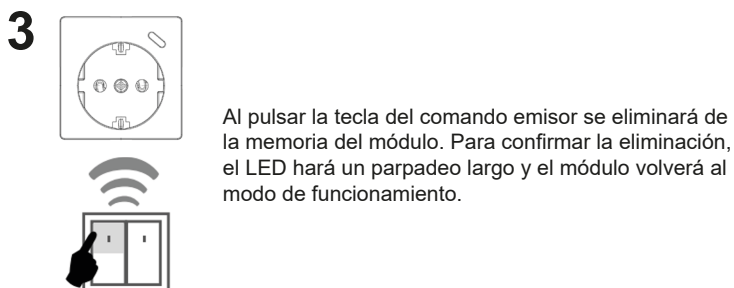 3
Al pulsar la tecla del comando emisor se eliminará de
la memoria del módulo. Para confirmar la eliminación,
el LED hará un parpadeo largo y el módulo volverá al
modo de funcionamiento.